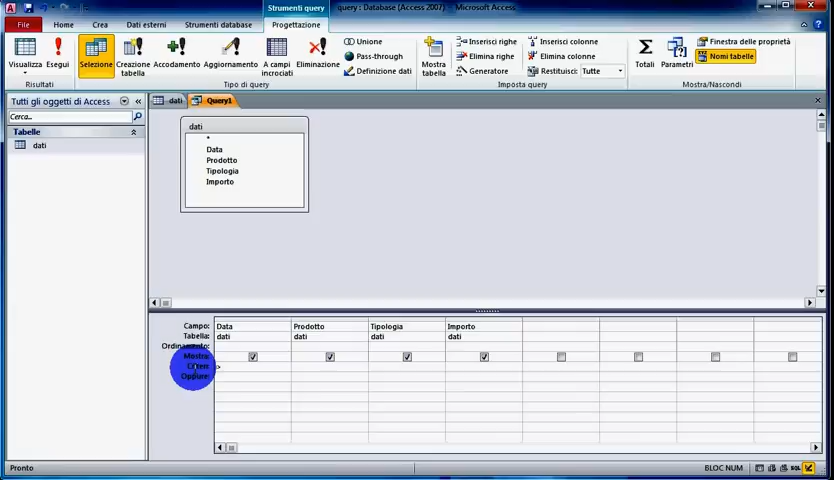 Strumenti query
query : Database (Access 2007) - Microsoft Access
File Home Crea Dati esterni Strumenti database Progettazione
Visualizza
Esegui
Risultati
Selezione
Creazione tabella
Accodamento
Aggiornamento
A campi incrociati
Eliminazione
Unione
Pass-through
Definizione dati
Tipo di query
Mostra tabella
Inserisci righe
Elimina righe
Generatore
Inserisci colonne
Elimina colonne
Restituisci: Tutte
Imposta query
Totali
Parametri
Finestra delle proprietà
Nomi tabelle
Mostra/Nascondi
Tutti gli oggetti di Access
Cerca...
Tabelle
dati
dati Query1
dati
*
Data
Prodotto
Tipologia
Importo
Campo: Data Prodotto Tipologia Importo
Tabella: dati dati dati dati
Ordinamento:
Mostra:
Criteri: >
Oppure:
Pronto
BLOC NUM
SQL